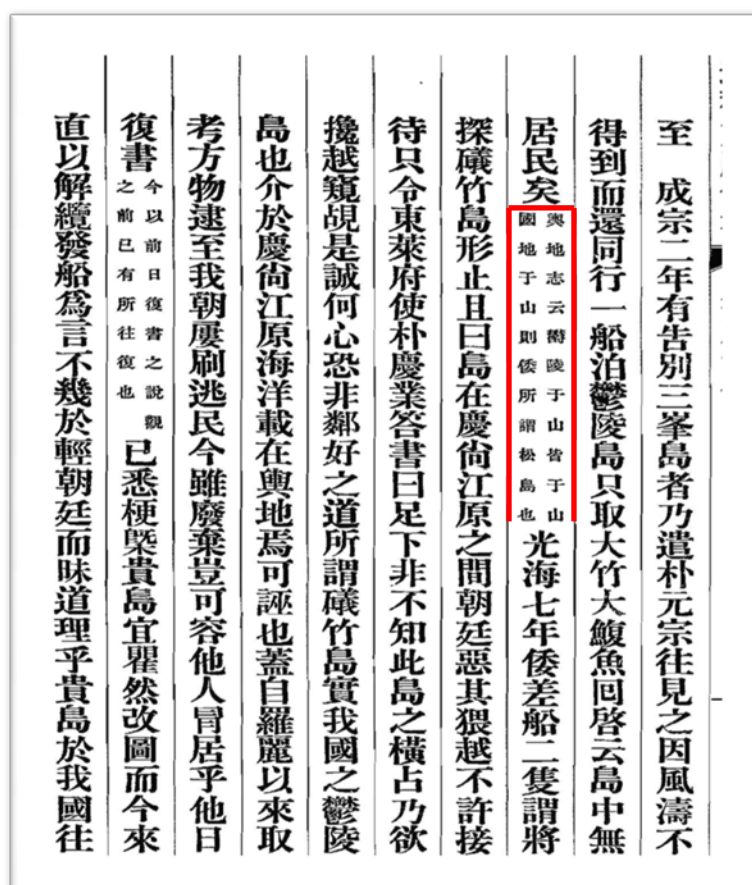 至　成宗二年有告別三峯島者乃遣朴元宗往見之因風濤不
得到而還同行一船泊鬱陵島只取大竹大鰒魚回啓云島中無
居民矣
輿地志云鬱陵于山皆于山
國地于山則倭所謂松島也
光海七年倭差船二隻謂將
探礒竹島形止且曰島在慶尙江原之間朝廷惡其猥越不許接
待只令東萊府使朴慶業答書曰足下非不知此島之橫占乃欲
攙越窺覘是誠何心恐非鄰好之道所謂礒竹島實我國之鬱陵
島也介於慶尙江原海洋載在輿地焉可誣也蓋自羅麗以來取
考方物逮至我朝屢刷逃民今雖廢棄豈可容他人冒居乎他日
復書
今以前日復書之說觀
之前已有所往復也
已悉梗槩貴島宜瞿然改圖而今來
直以解纜發船爲言不幾於輕朝廷而昧道理乎貴島於我國往